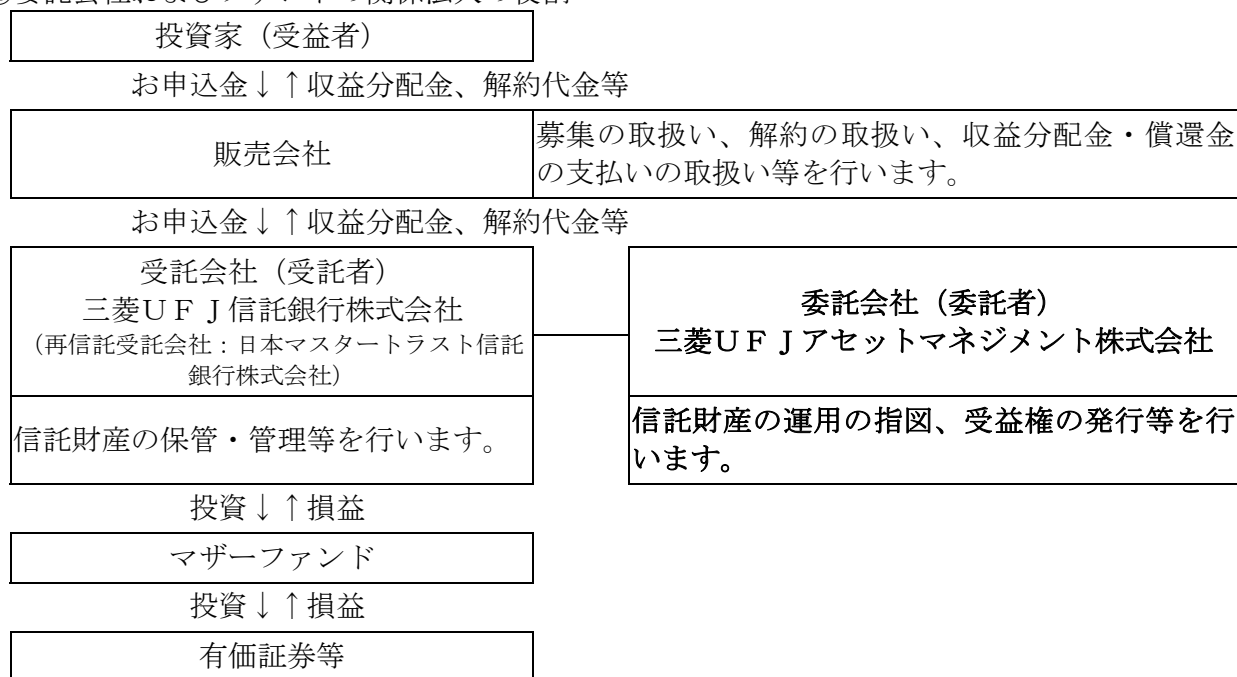 投資家（受益者）
お申込金↓↑収益分配金、解約代金等
販売会社
募集の取扱い、解約の取扱い、収益分配金・償還金
の支払いの取扱い等を行います。
お申込金↓↑収益分配金、解約代金等
受託会社（受託者）
三菱ＵＦＪ信託銀行株式会社
（再信託受託会社：日本マスタートラスト信託
銀行株式会社）
委託会社（委託者）
三菱ＵＦＪアセットマネジメント株式会社
信託財産の保管・管理等を行います。
信託財産の運用の指図、受益権の発行等を行
います。
投資↓↑損益
マザーファンド
投資↓↑損益
有価証券等